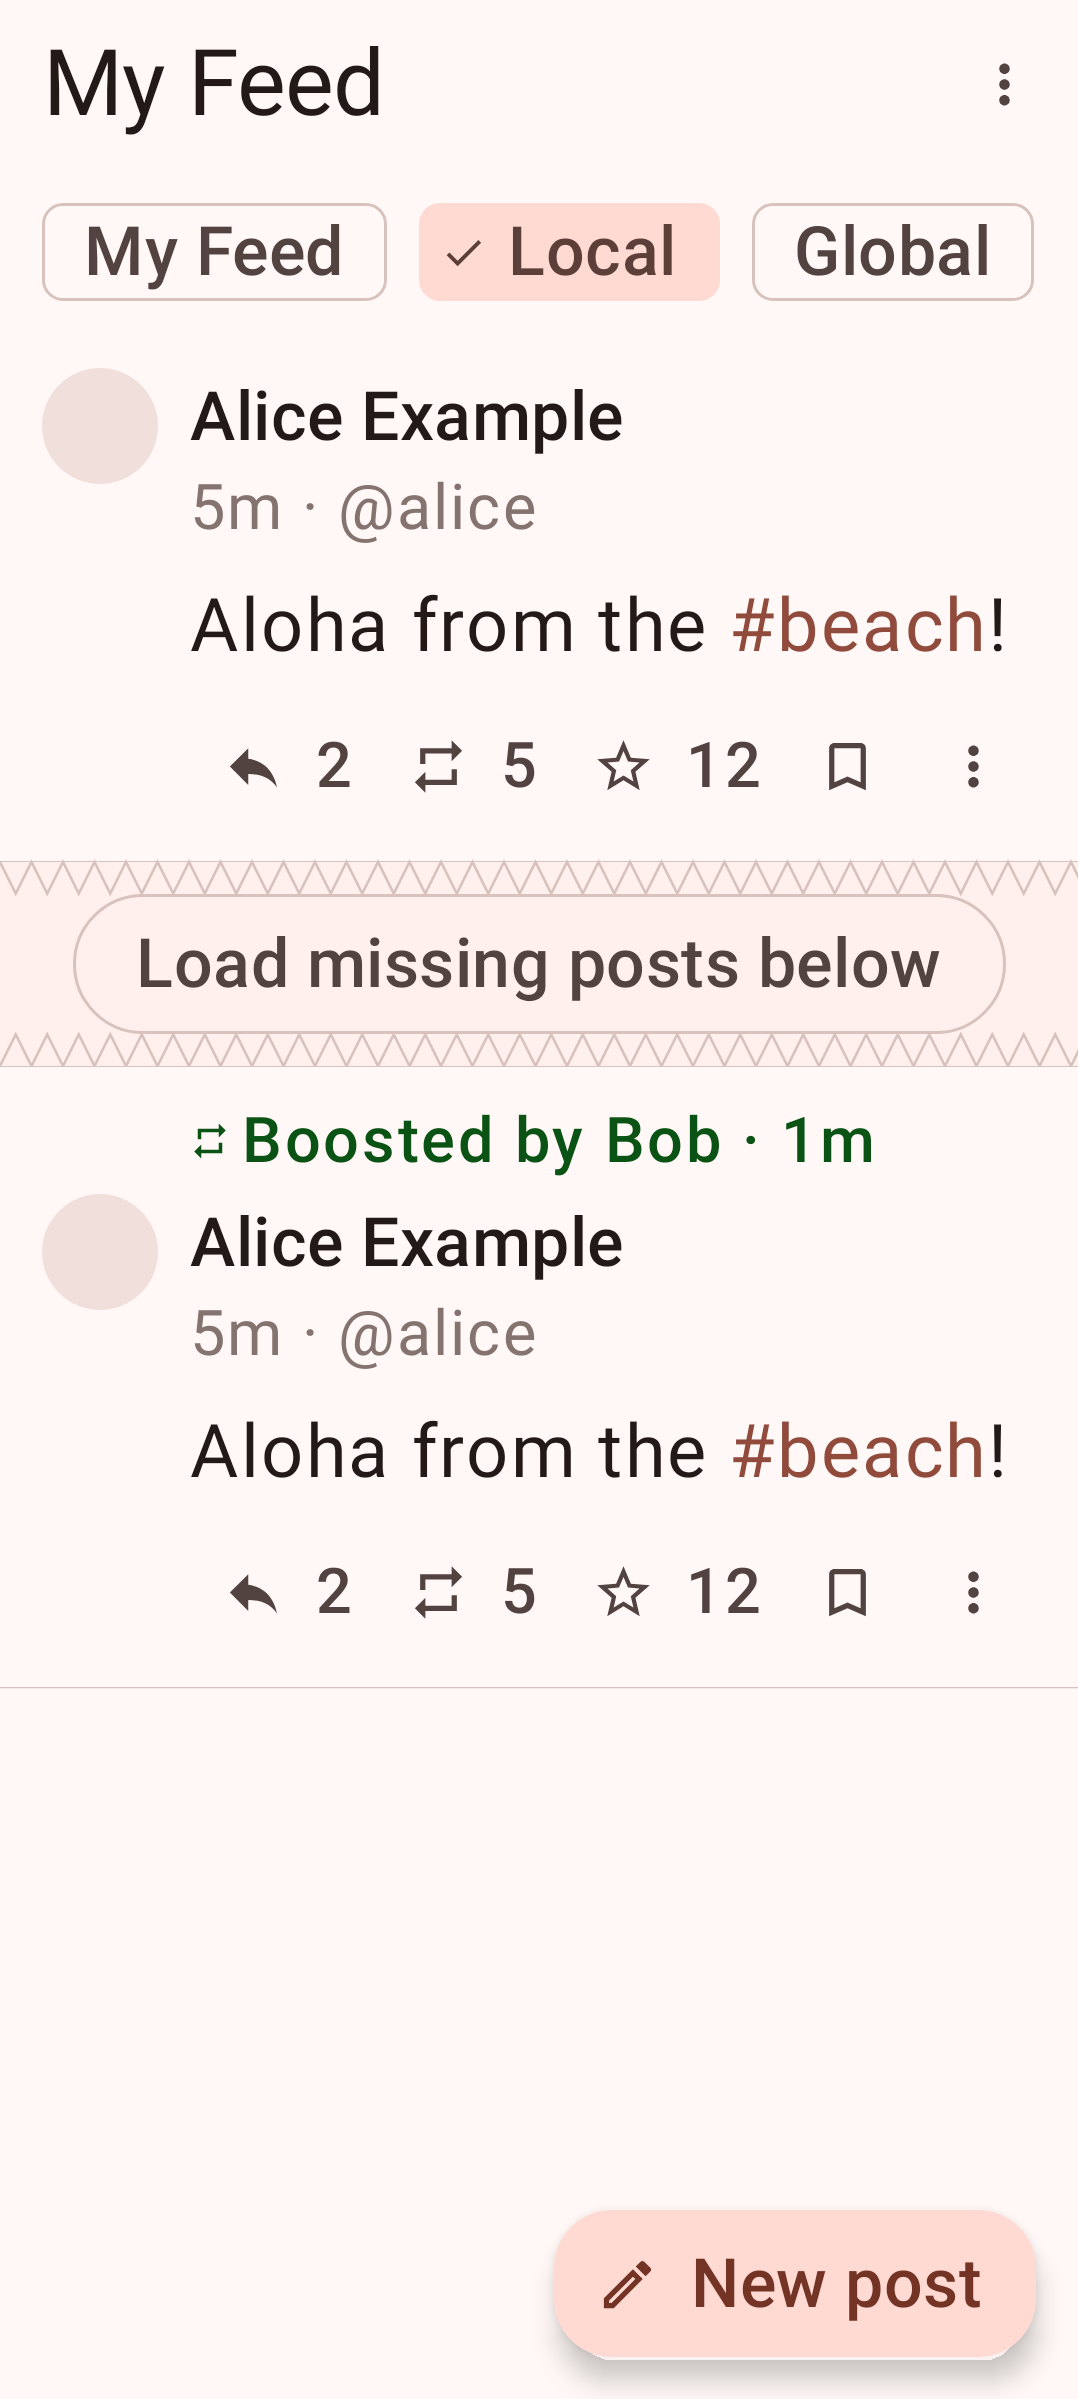 My Feed
My Feed
Local
Global
Alice Example
5m · @alice
Aloha from the #beach!
2 5 12
Load missing posts below
Boosted by Bob · 1m
Alice Example
5m · @alice
Aloha from the #beach!
2 5 12
New post